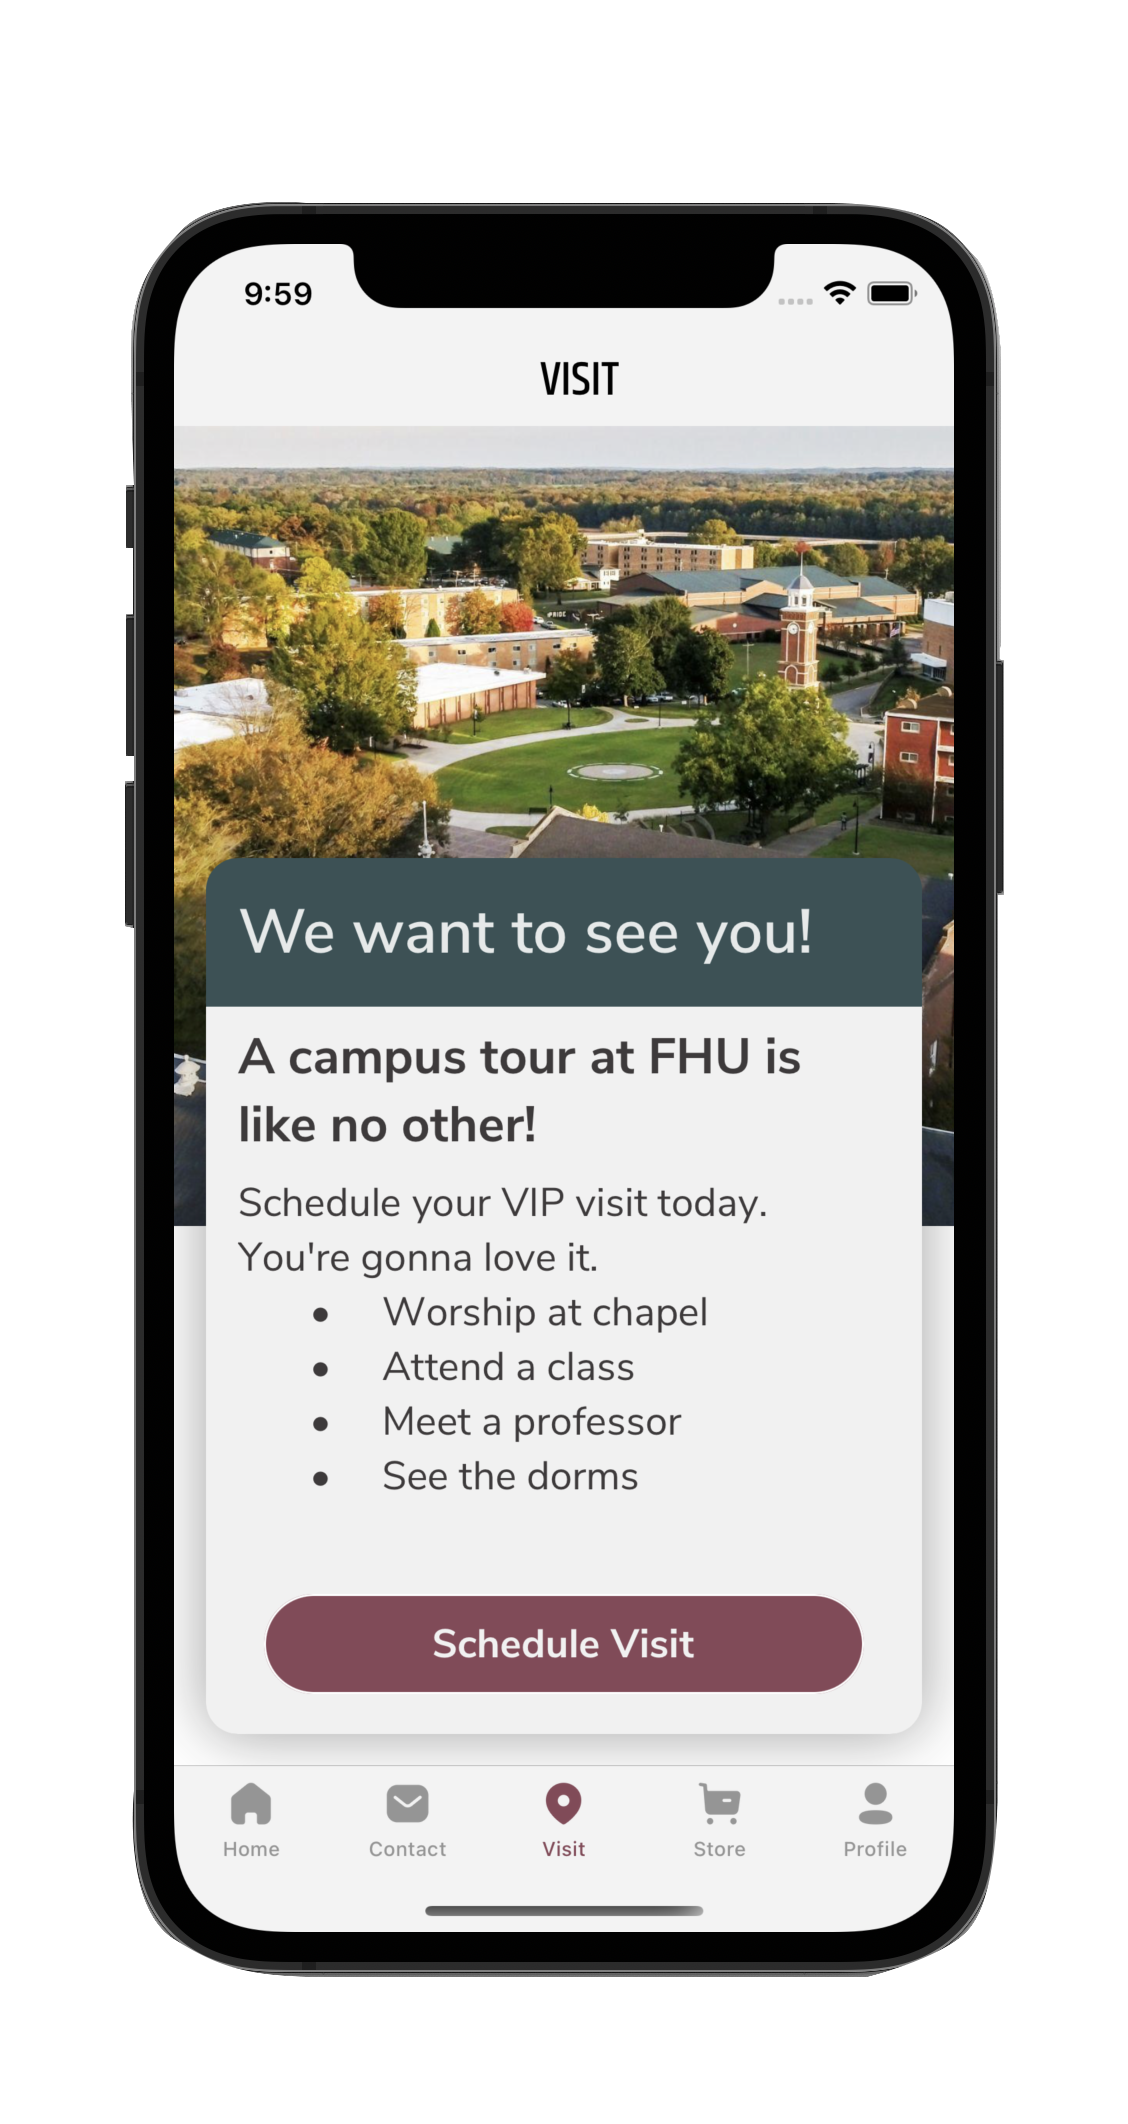 9:59
VISIT
PRIDE
We want to see you!
A campus tour at FHU is
like no other!
Schedule your VIP visit today.
You're gonna love it.
• Worship at chapel
• Attend a class
• Meet a professor
• See the dorms
Schedule Visit
Home
Contact
Visit
Store
Profile